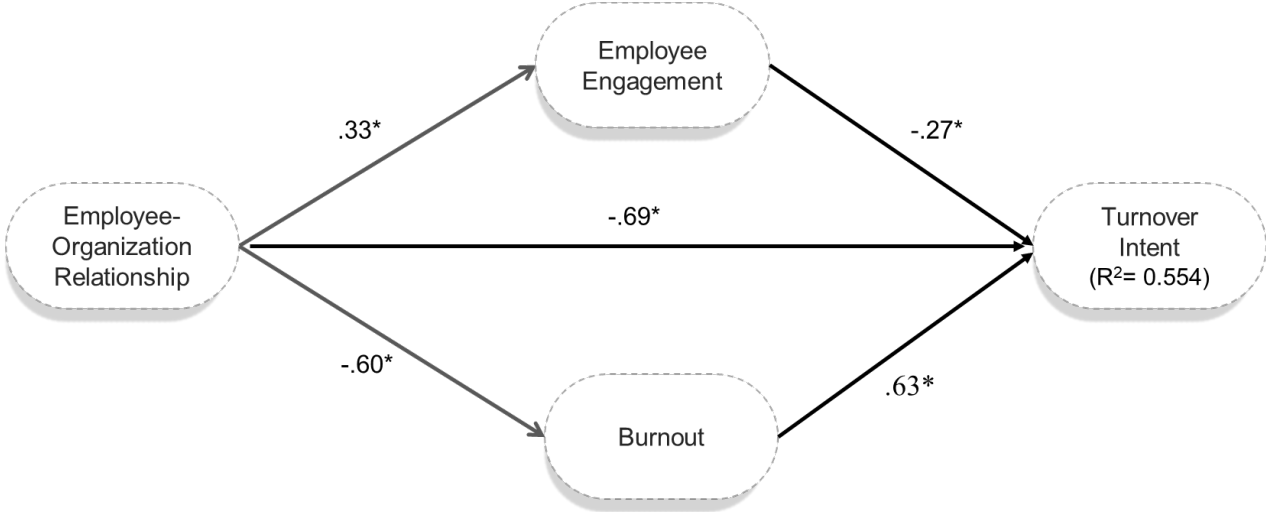 Employee
Engagement
.33*
-.27*
Employee-
Organization
Relationship
-.69*
Turnover
Intent
(R²= 0.554)
-.60*
.63*
Burnout